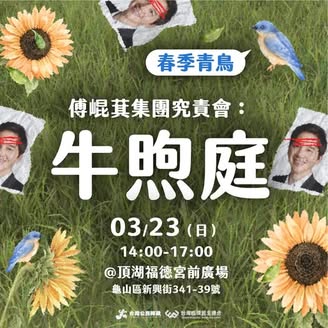 春季青鳥
傅崐萁集團究責會：
牛煦庭
03/23（日）
14:00-17:00
@頂湖福德宮前廣場
龜山區新興街341-39號